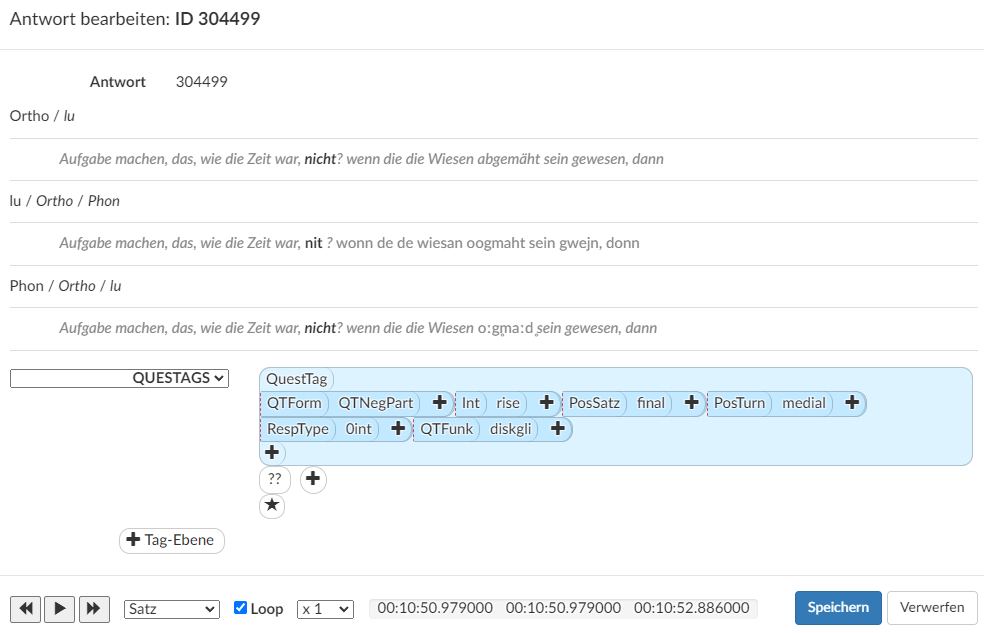 Antwort bearbeiten: ID 304499
Antwort 304499
Ortho / lu
Aufgabe machen, das, wie die Zeit war, nicht? wenn die die Wiesen abgemäht sein gewesen, dann
lu / Ortho / Phon
Aufgabe machen, das, wie die Zeit war, nit ? wonn de de wiesan oogmaht sein gwejn, donn
Phon / Ortho / lu
Aufgabe machen, das, wie die Zeit war, nicht? wenn die die Wiesen o:gm̥a:d̥ sein gewesen, dann
QUESTAGS
QuestTag
QTForm QTNegPart Int rise PosSatz final PosTurn medial
RespType 0int QTFunk diskgli
??
Tag-Ebene
Satz Loop x 1 00:10:50.979000 00:10:50.979000 00:10:52.886000 Speichern Verwerfen